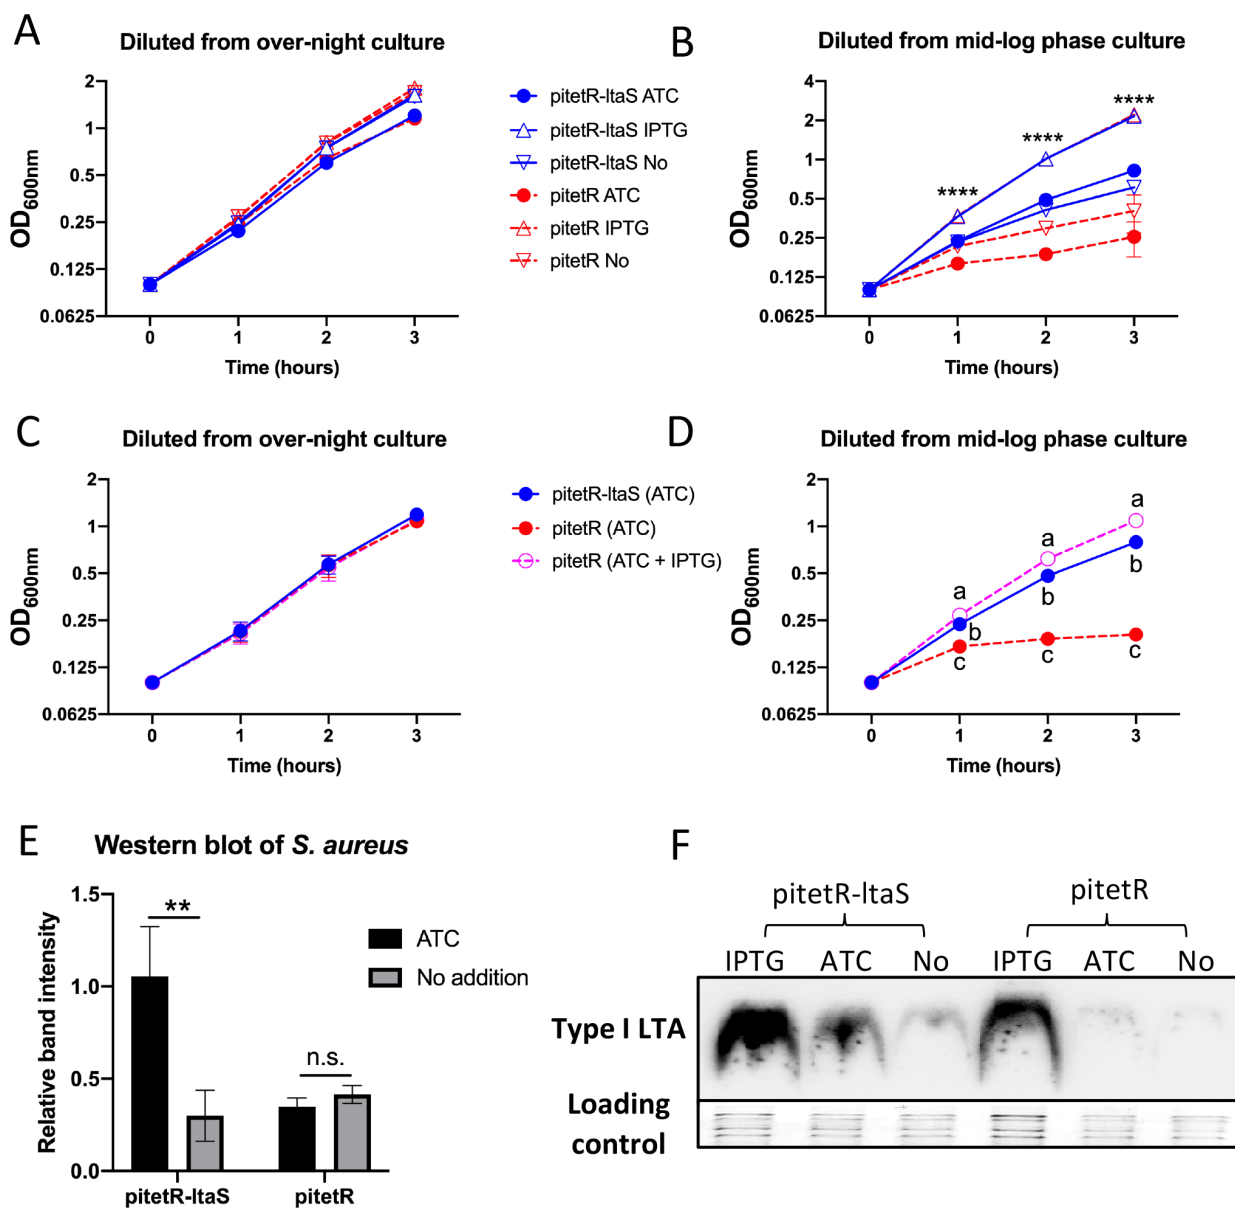 A
Diluted from over-night culture
OD600nm
2
1
0.5
0.25
0.125
0.0625
0 1 2 3
Time (hours)
pitetR-ltaS ATC
pitetR-ltaS IPTG
pitetR-ltaS No
pitetR ATC
pitetR IPTG
pitetR No
B
Diluted from mid-log phase culture
OD600nm
4
2
1
0.5
0.25
0.125
0.0625
****
****
****
0 1 2 3
Time (hours)
C
Diluted from over-night culture
OD600nm
2
1
0.5
0.25
0.125
0.0625
0 1 2 3
Time (hours)
pitetR-ltaS (ATC)
pitetR (ATC)
pitetR (ATC + IPTG)
D
Diluted from mid-log phase culture
OD600nm
2
1
0.5
0.25
0.125
0.0625
a a a
b b b
c c c
0 1 2 3
Time (hours)
E
Western blot of S. aureus
Relative band intensity
1.5
1.0
0.5
0.0
**
n.s.
ATC
No addition
pitetR-ltaS pitetR
F
pitetR-ltaS pitetR
IPTG ATC No IPTG ATC No
Type I LTA
Loading
control